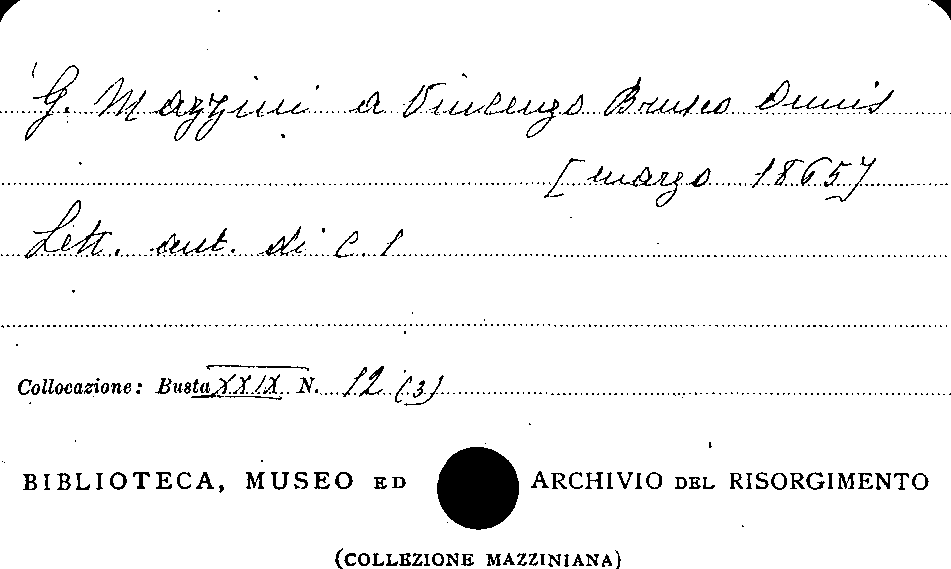 G. Mazzini a Vincenzo Brusco Onnis
[marzo 1865]
Lett. aut. di c. 1
Collocazione: Busta XXIX N. 12 (3)
BIBLIOTECA, MUSEO ED ARCHIVIO DEL RISORGIMENTO
(COLLEZIONE MAZZINIANA)